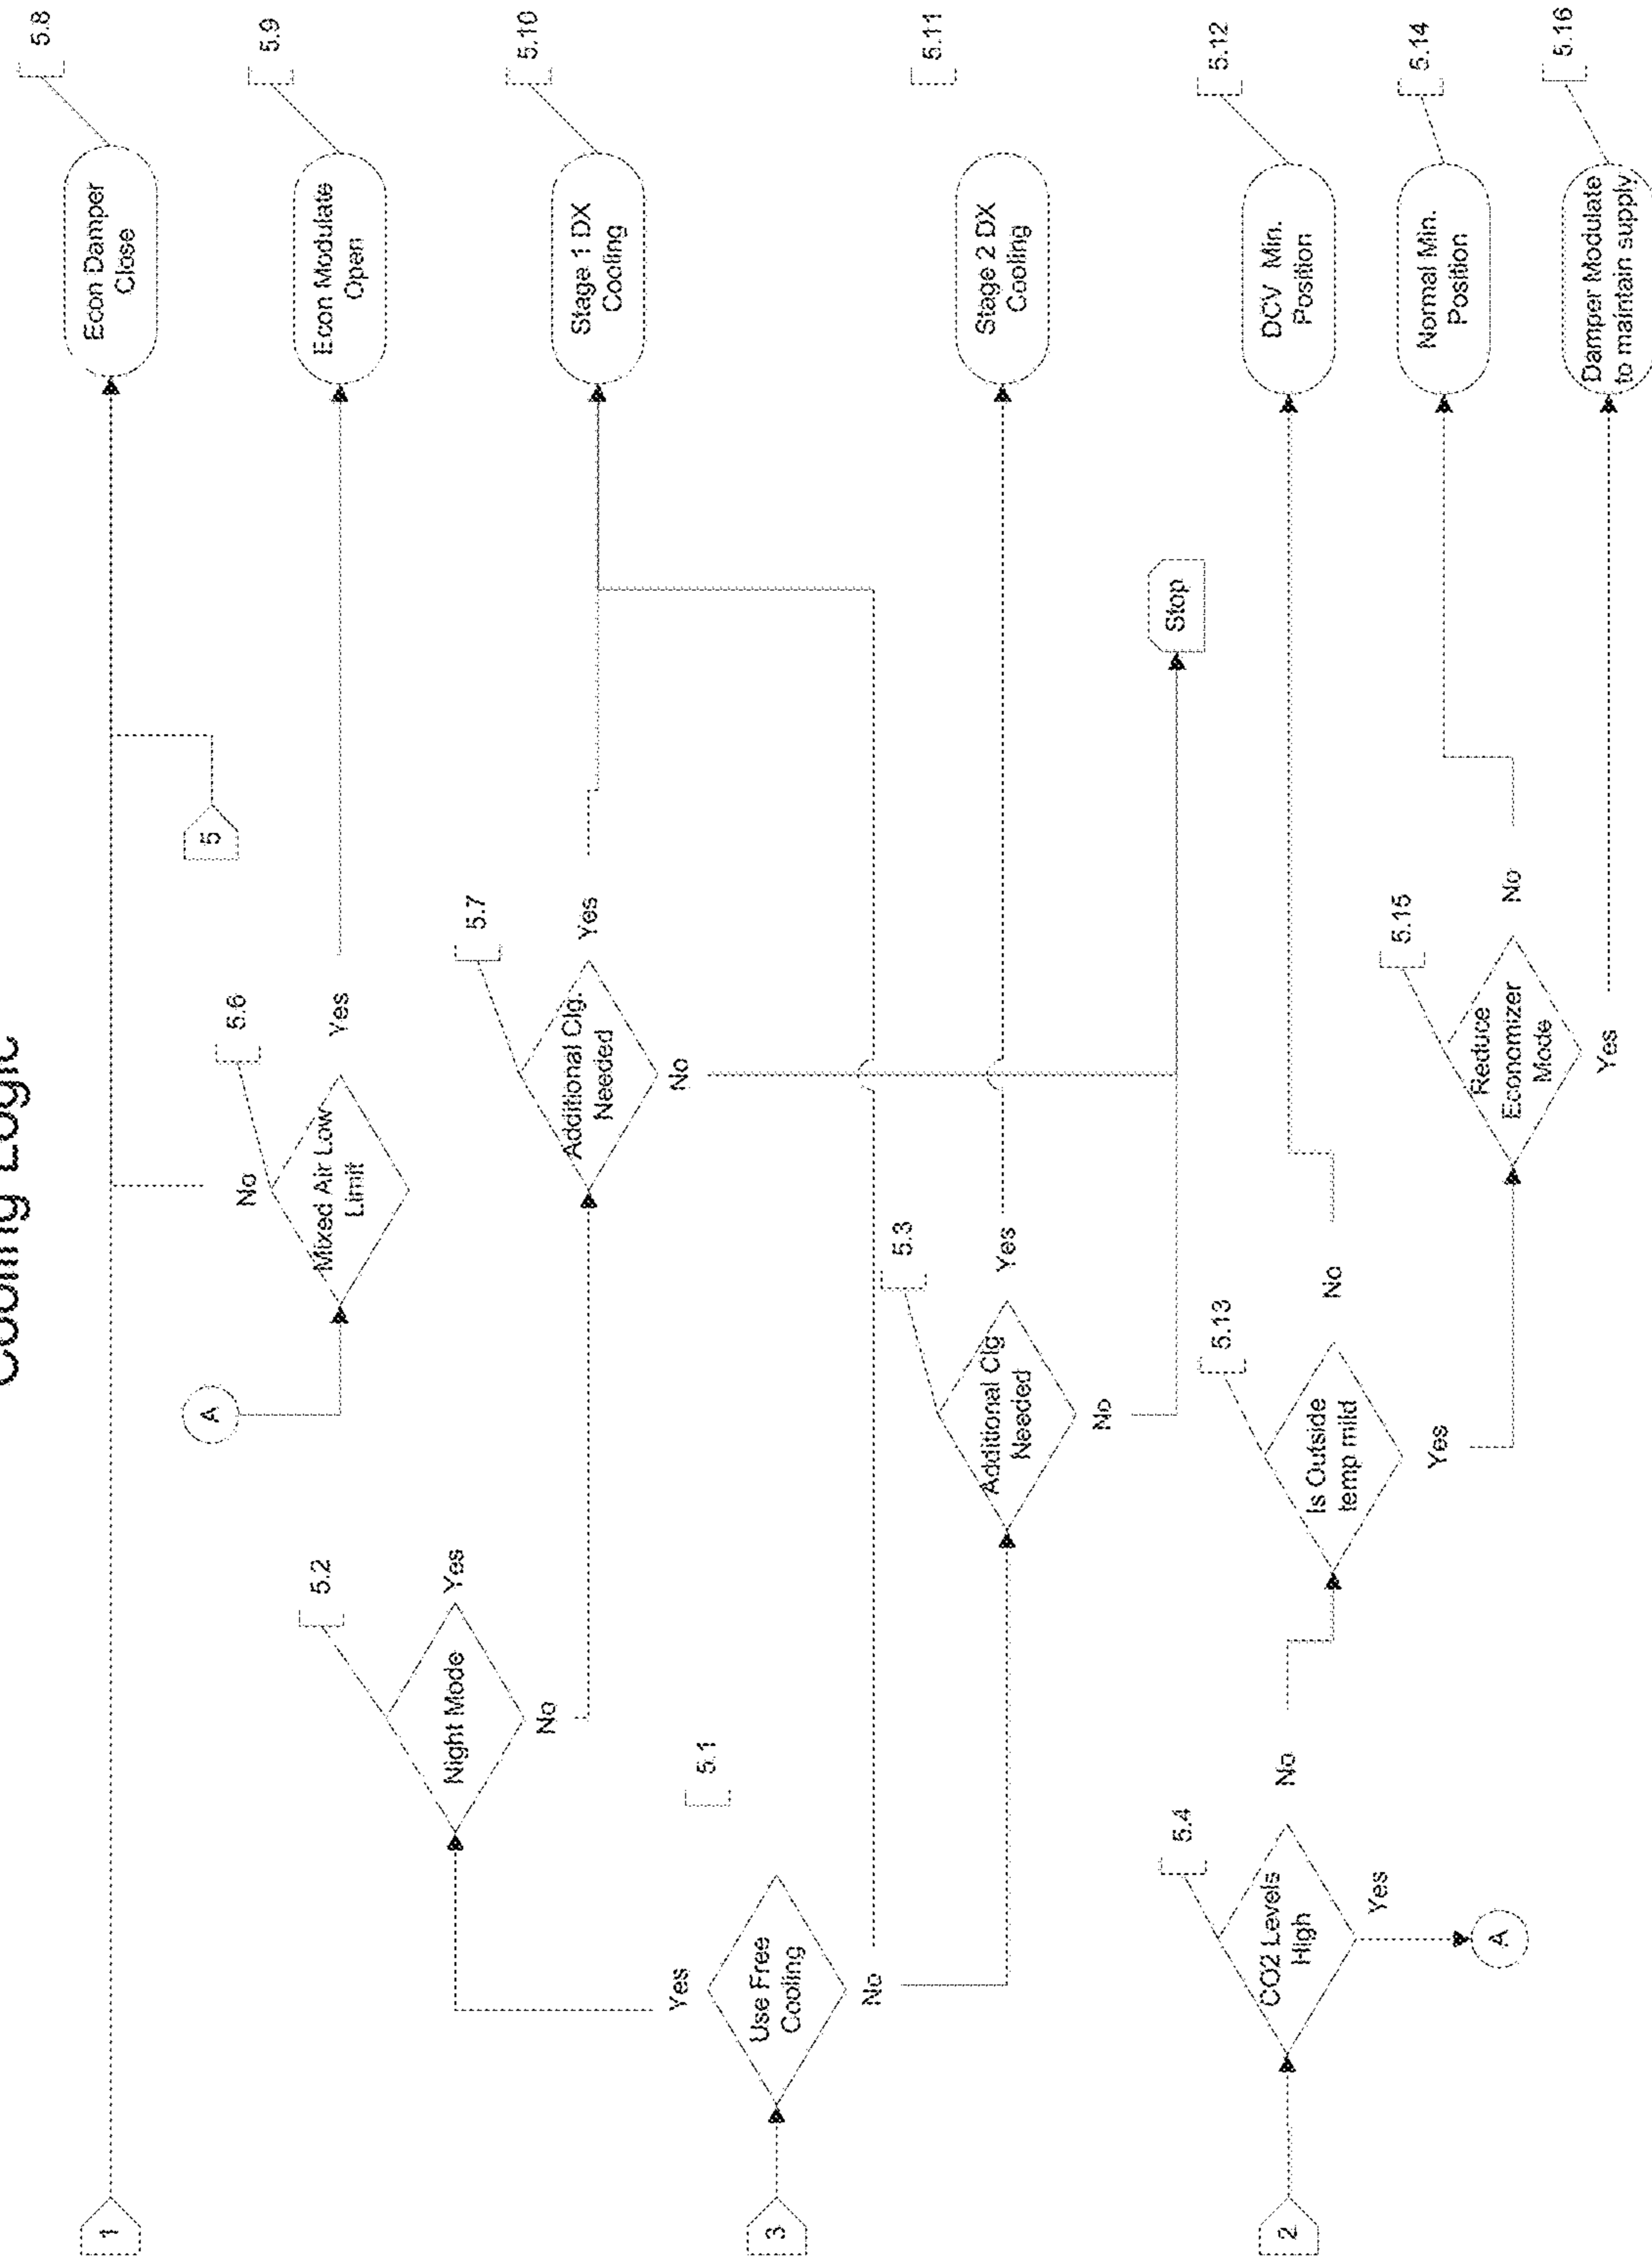 Cooling Logic
1
5
Econ Damper
Close
5.8
A
No
Mixed Air Low
Limit
5.6
Yes
Econ Modulate
Open
5.9
Night Mode
5.2
Yes
No
Additional Clg.
Needed
5.7
Yes
No
Stage 1 DX
Cooling
5.10
3
Yes
Use Free
Cooling
5.1
No
Additional Clg
Needed
5.3
Yes
No
Stage 2 DX
Cooling
5.11
Stop
2
CO2 Levels
High
5.4
No
Yes
A
Is Outside
temp mild
5.13
No
Yes
DCV Min.
Position
5.12
Reduce
Economizer
Mode
5.15
No
Yes
Normal Min.
Position
5.14
Damper Modulate
to maintain supply
5.16